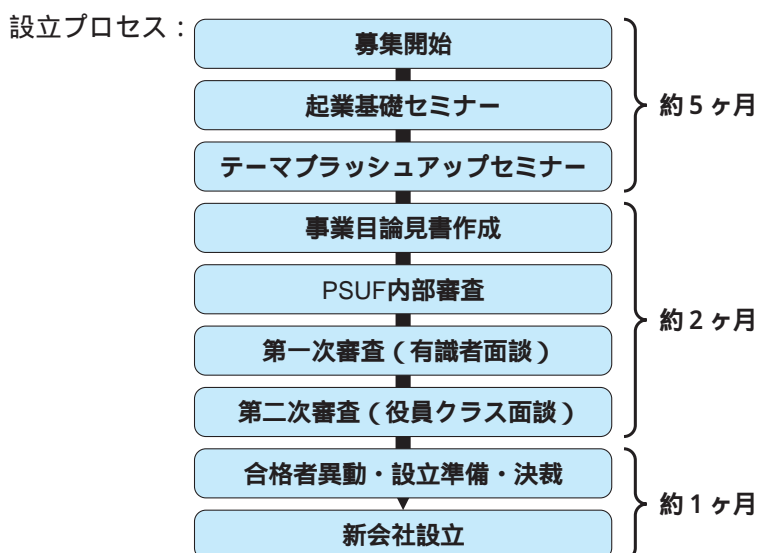 設立プロセス：
募集開始
起業基礎セミナー
約５ヶ月
テーマブラッシュアップセミナー
事業目論見書作成
PSUF内部審査
約２ヶ月
第一次審査（有識者面談）
第二次審査（役員クラス面談）
合格者異動・設立準備・決裁
約１ヶ月
新会社設立